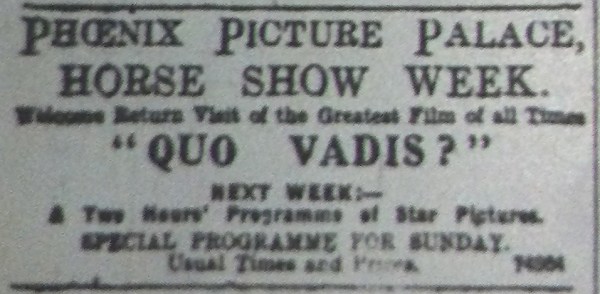 PHŒNIX PICTURE PALACE,
HORSE SHOW WEEK.
Welcome Return Visit of the Greatest Film of all Times
"QUO VADIS?"
NEXT WEEK:—
A Two Hours' Programme of Star Pictures.
SPECIAL PROGRAMME FOR SUNDAY.
Usual Times and Prices.